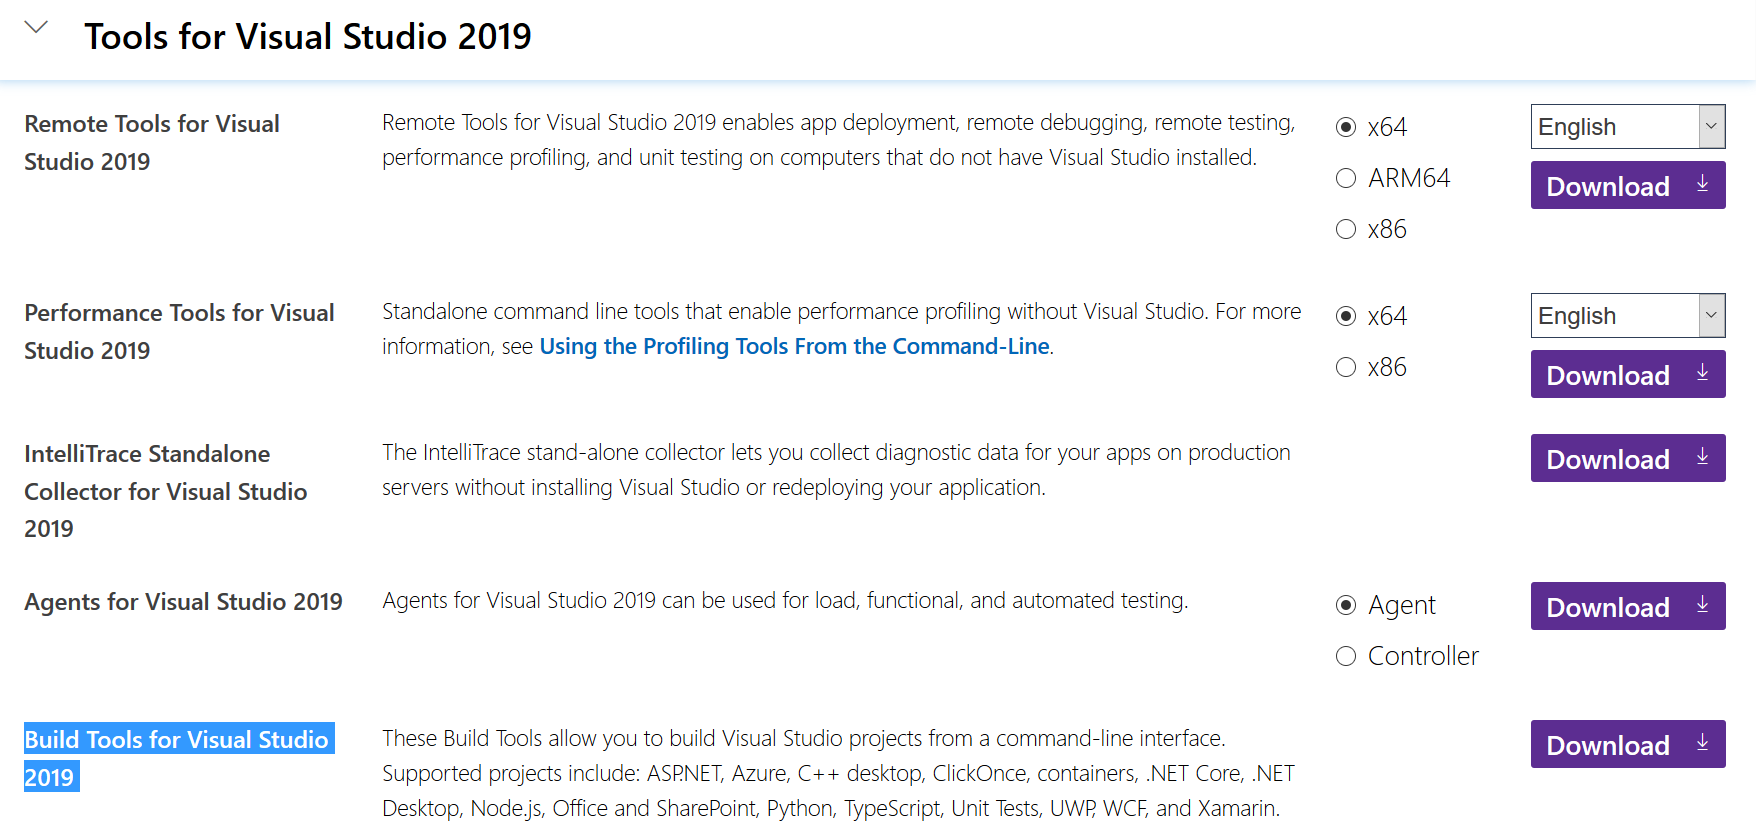 Tools for Visual Studio 2019
Remote Tools for Visual
Studio 2019
Remote Tools for Visual Studio 2019 enables app deployment, remote debugging, remote testing,
performance profiling, and unit testing on computers that do not have Visual Studio installed.
x64
ARM64
x86
English
Download
Performance Tools for Visual
Studio 2019
Standalone command line tools that enable performance profiling without Visual Studio. For more
information, see Using the Profiling Tools From the Command-Line.
x64
x86
English
Download
IntelliTrace Standalone
Collector for Visual Studio
2019
The IntelliTrace stand-alone collector lets you collect diagnostic data for your apps on production
servers without installing Visual Studio or redeploying your application.
Download
Agents for Visual Studio 2019
Agents for Visual Studio 2019 can be used for load, functional, and automated testing.
Agent
Controller
Download
Build Tools for Visual Studio
2019
These Build Tools allow you to build Visual Studio projects from a command-line interface.
Supported projects include: ASP.NET, Azure, C++ desktop, ClickOnce, containers, .NET Core, .NET
Desktop, Node.js, Office and SharePoint, Python, TypeScript, Unit Tests, UWP, WCF, and Xamarin.
Download